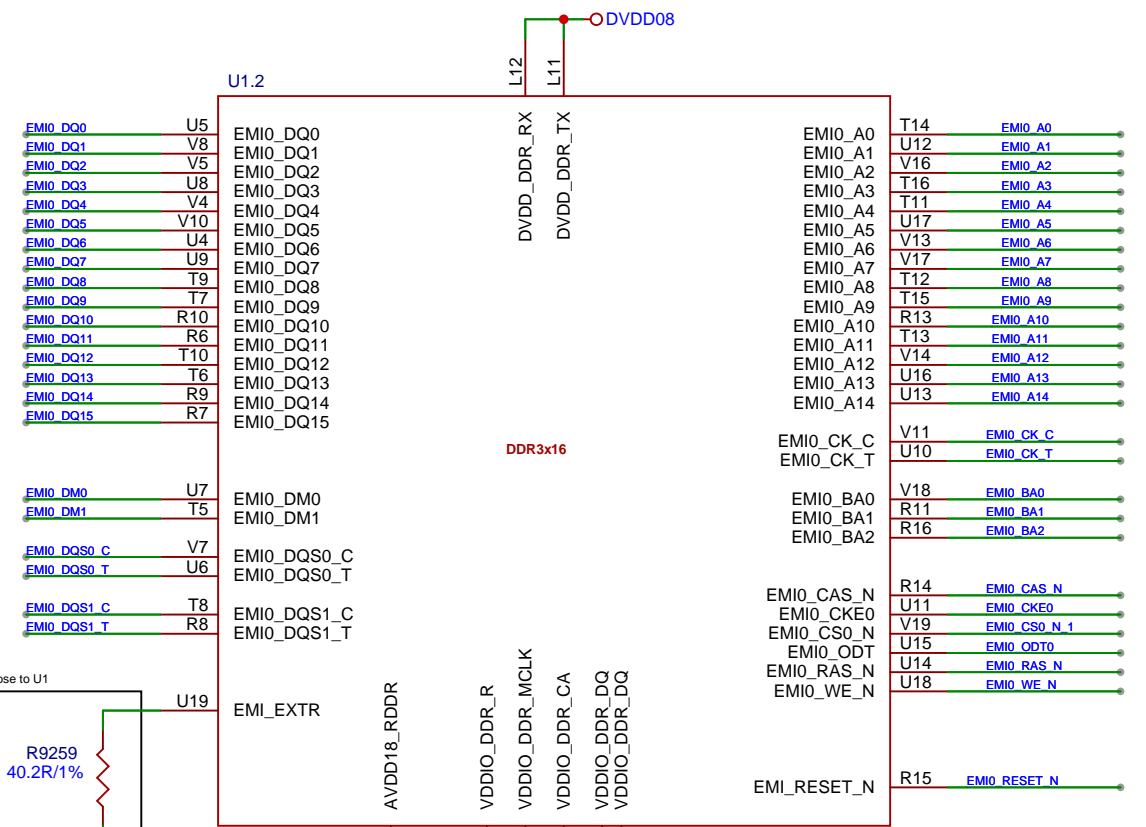 DVDD08
L12 L11
U1.2
DVDD_DDR_RX DVDD_DDR_TX
EMI0_DQ0 U5 EMI0_DQ0 EMI0_A0 T14 EMI0_A0
EMI0_DQ1 V8 EMI0_DQ1 EMI0_A1 U12 EMI0_A1
EMI0_DQ2 V5 EMI0_DQ2 EMI0_A2 V16 EMI0_A2
EMI0_DQ3 U8 EMI0_DQ3 EMI0_A3 T16 EMI0_A3
EMI0_DQ4 V4 EMI0_DQ4 EMI0_A4 T11 EMI0_A4
EMI0_DQ5 V10 EMI0_DQ5 EMI0_A5 U17 EMI0_A5
EMI0_DQ6 U4 EMI0_DQ6 EMI0_A6 V13 EMI0_A6
EMI0_DQ7 U9 EMI0_DQ7 EMI0_A7 V17 EMI0_A7
EMI0_DQ8 T9 EMI0_DQ8 EMI0_A8 T12 EMI0_A8
EMI0_DQ9 T7 EMI0_DQ9 EMI0_A9 T15 EMI0_A9
EMI0_DQ10 R10 EMI0_DQ10 EMI0_A10 R13 EMI0_A10
EMI0_DQ11 R6 EMI0_DQ11 EMI0_A11 T13 EMI0_A11
EMI0_DQ12 T10 EMI0_DQ12 EMI0_A12 V14 EMI0_A12
EMI0_DQ13 T6 EMI0_DQ13 EMI0_A13 U16 EMI0_A13
EMI0_DQ14 R9 EMI0_DQ14 EMI0_A14 U13 EMI0_A14
EMI0_DQ15 R7 EMI0_DQ15
EMI0_CK_C V11 EMI0_CK_C
DDR3x16
EMI0_CK_T U10 EMI0_CK_T
EMI0_DM0 U7 EMI0_DM0 EMI0_BA0 V18 EMI0_BA0
EMI0_DM1 T5 EMI0_DM1 EMI0_BA1 R11 EMI0_BA1
EMI0_BA2 R16 EMI0_BA2
EMI0_DQS0_C V7 EMI0_DQS0_C
EMI0_DQS0_T U6 EMI0_DQS0_T
EMI0_CAS_N R14 EMI0_CAS_N
EMI0_DQS1_C T8 EMI0_DQS1_C EMI0_CKE0 U11 EMI0_CKE0
EMI0_DQS1_T R8 EMI0_DQS1_T EMI0_CS0_N V19 EMI0_CS0_N_1
EMI0_ODT U15 EMI0_ODT0
EMI0_RAS_N U14 EMI0_RAS_N
EMI0_WE_N U18 EMI0_WE_N
ose to U1
U19 EMI_EXTR
AVDD18_RDDR VDDIO_DDR_R VDDIO_DDR_MCLK VDDIO_DDR_CA VDDIO_DDR_DQ VDDIO_DDR_DQ
R9259
40.2R/1%
EMI_RESET_N R15 EMI0_RESET_N